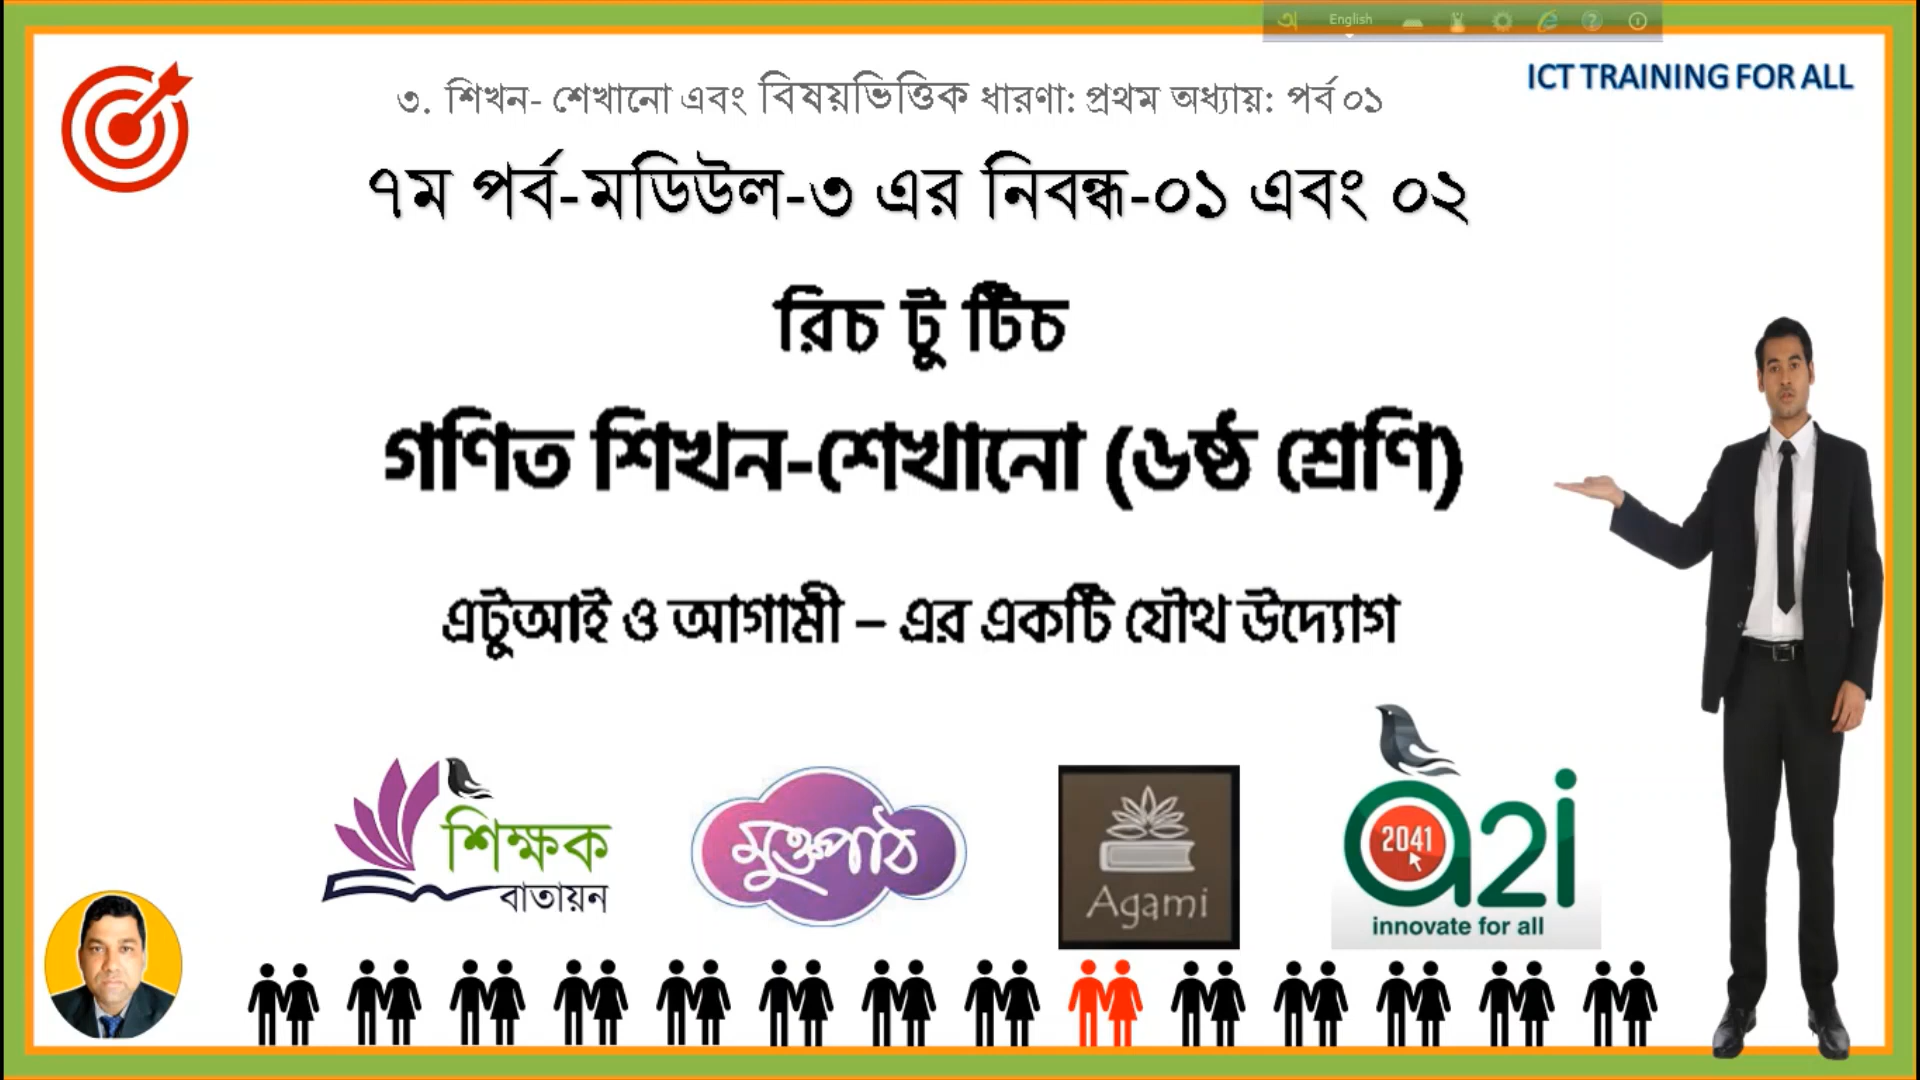 অ English
ICT TRAINING FOR ALL
৩. শিখন- শেখানো এবং বিষয়ভিত্তিক ধারণা: প্রথম অধ্যায়: পর্ব ০১
৭ম পর্ব-মডিউল-৩ এর নিবন্ধ-০১ এবং ০২
রিচ টু টিচ
গণিত শিখন-শেখানো (৬ষ্ঠ শ্রেণি)
এটুআই ও আগামী – এর একটি যৌথ উদ্যোগ
শিক্ষক
বাতায়ন
মুক্তপাঠ
Agami
2041
a2i
innovate for all